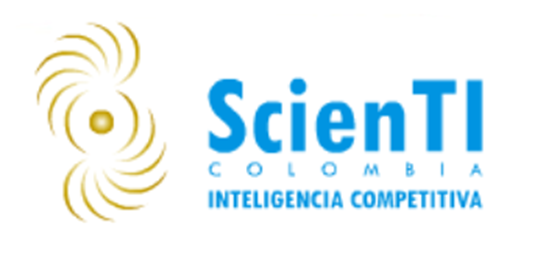 ScienTI
COLOMBIA
INTELIGENCIA COMPETITIVA